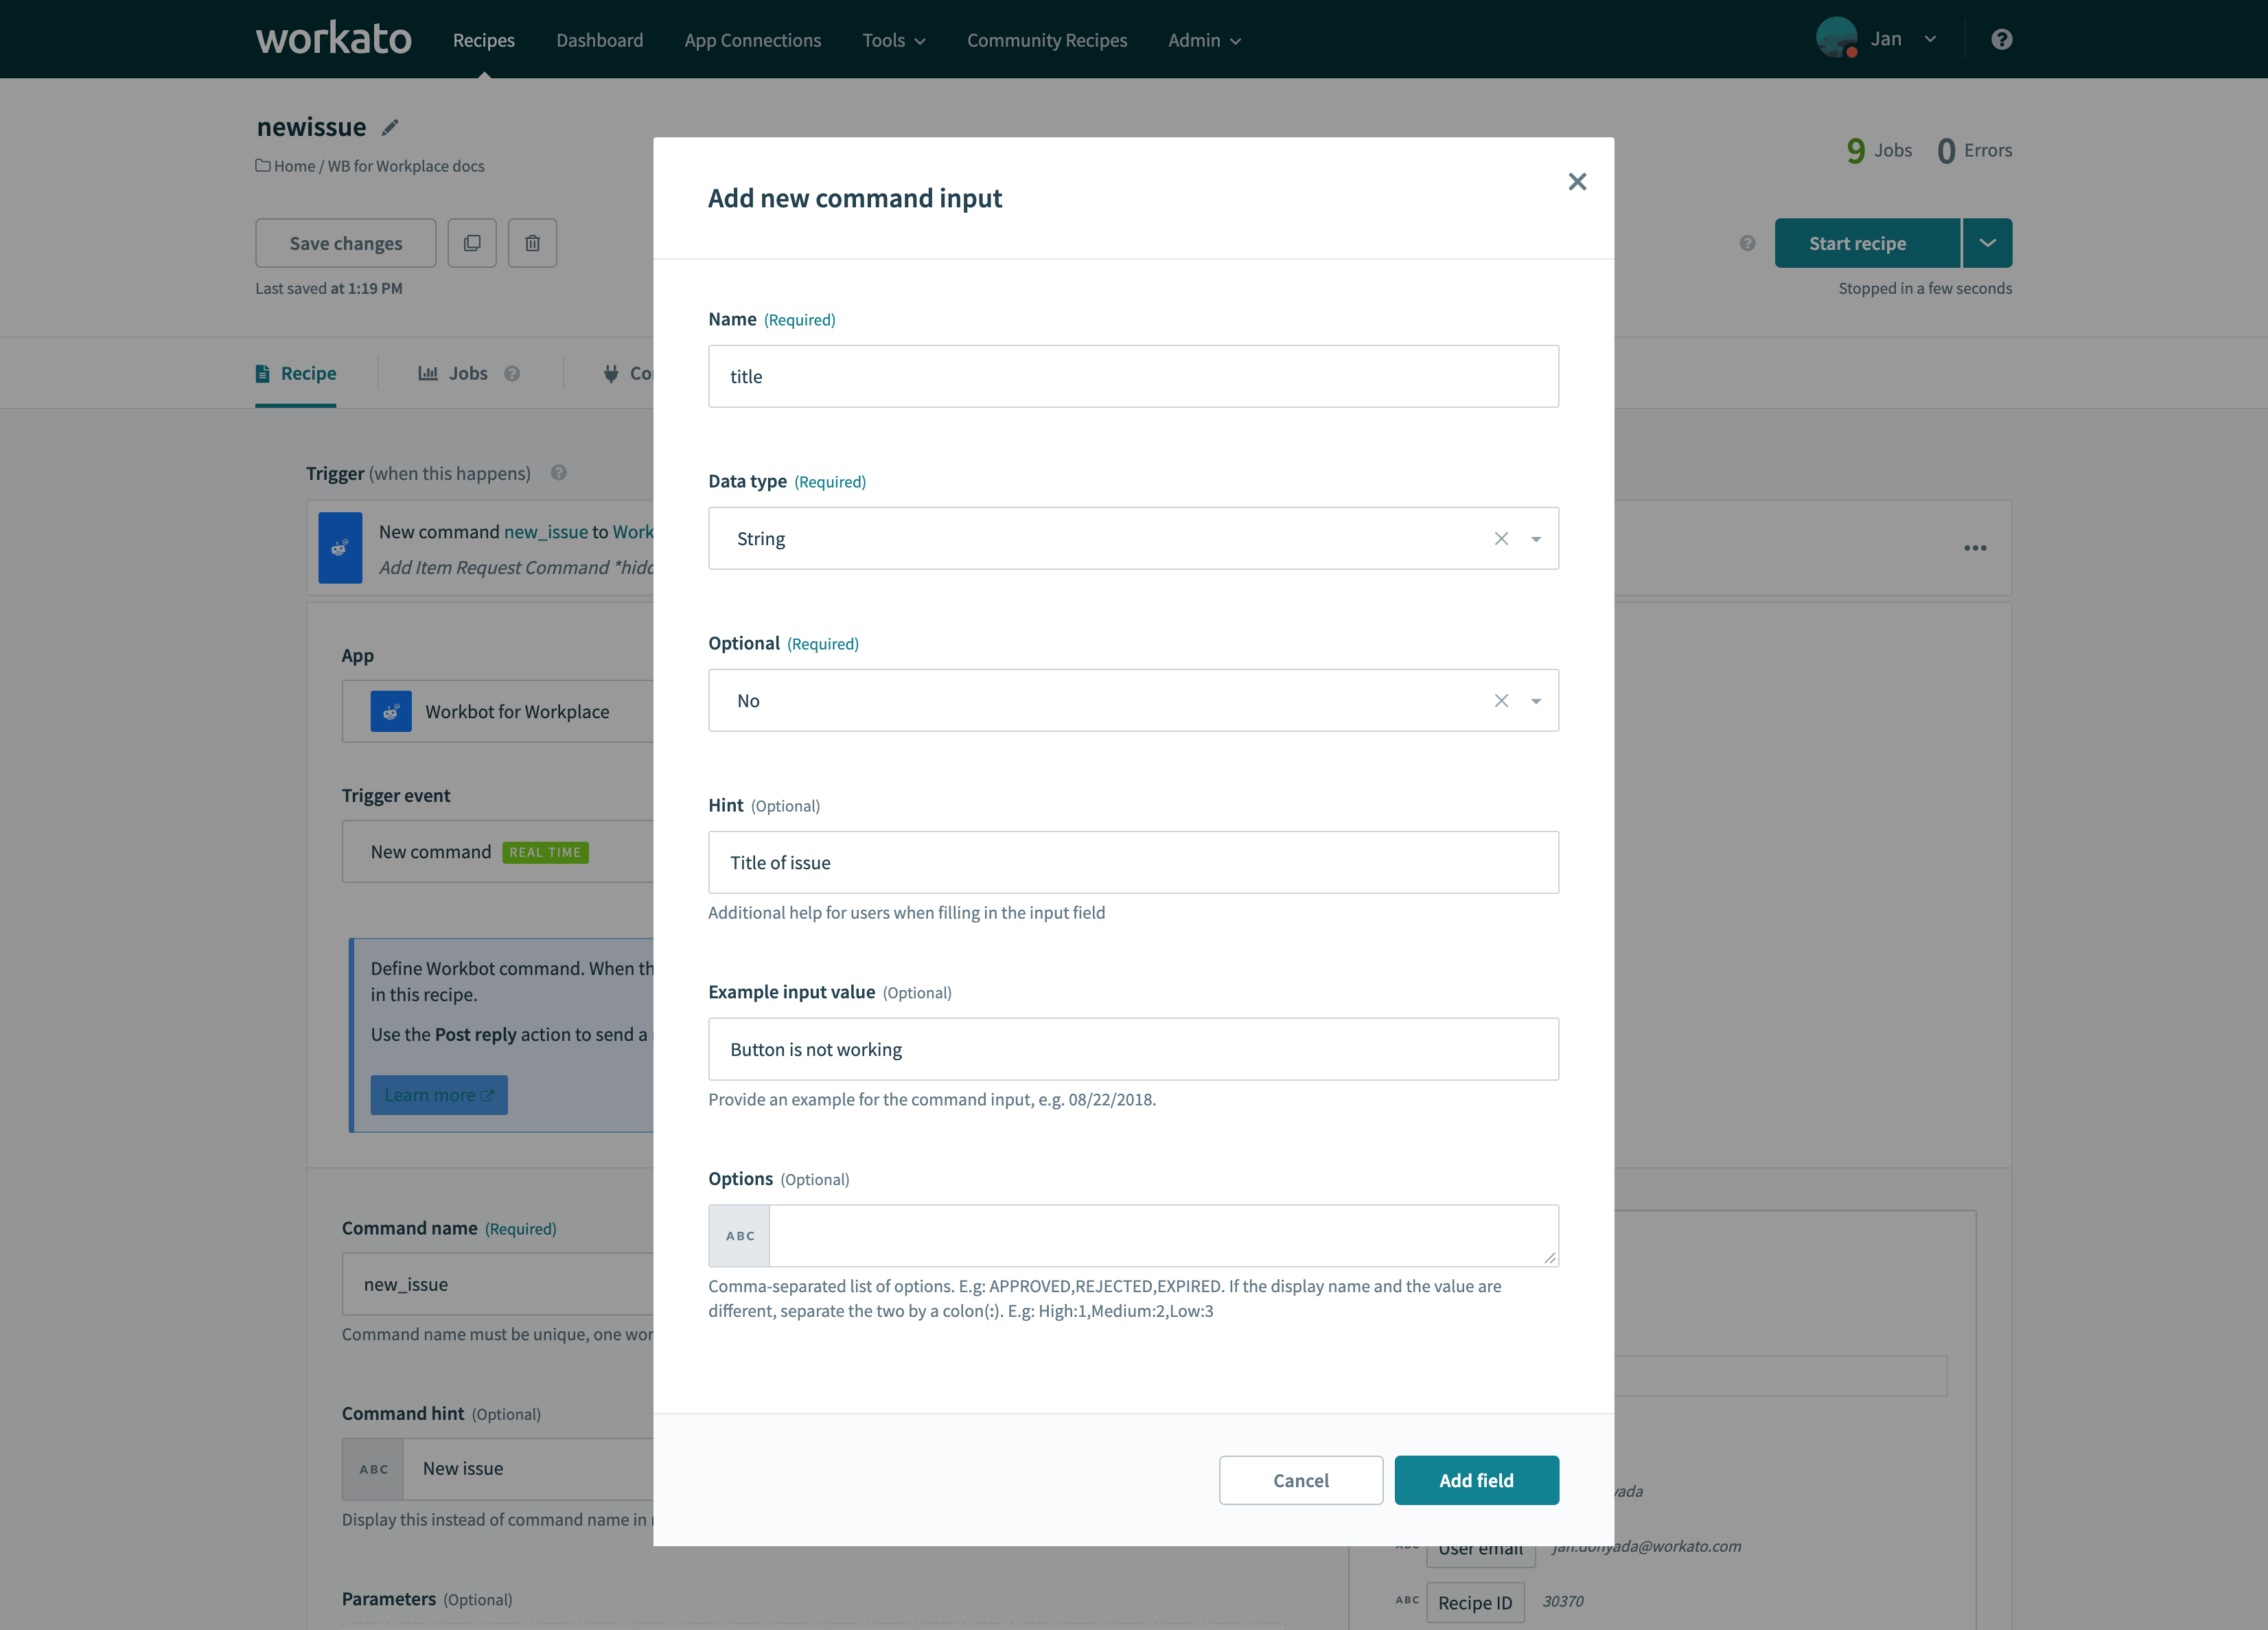 workato Recipes Dashboard App Connections Tools Community Recipes Admin Jan
newissue
Home / WB for Workplace docs
9 Jobs 0 Errors
Save changes
Start recipe
Last saved at 1:19 PM
Stopped in a few seconds
Recipe Jobs
Trigger (when this happens)
New command new_issue to
Add Item Request Command
App
Workbot for Workplace
Trigger event
New command REAL TIME
Define Workbot command. When
in this recipe.
Use the Post reply action to send a
Learn more
Command name (Required)
new_issue
Command name must be unique, one
Command hint (Optional)
ABC New issue
Display this instead of command name in
Parameters (Optional)
Add new command input
Name (Required)
title
Data type (Required)
String
Optional (Required)
No
Hint (Optional)
Title of issue
Additional help for users when filling in the input field
Example input value (Optional)
Button is not working
Provide an example for the command input, e.g. 08/22/2018.
Options (Optional)
ABC
Comma-separated list of options. E.g: APPROVED,REJECTED,EXPIRED. If the display name and the value are
different, separate the two by a colon(:). E.g: High:1,Medium:2,Low:3
Cancel Add field
User email jan.donyada@workato.com
ABC Recipe ID 30370